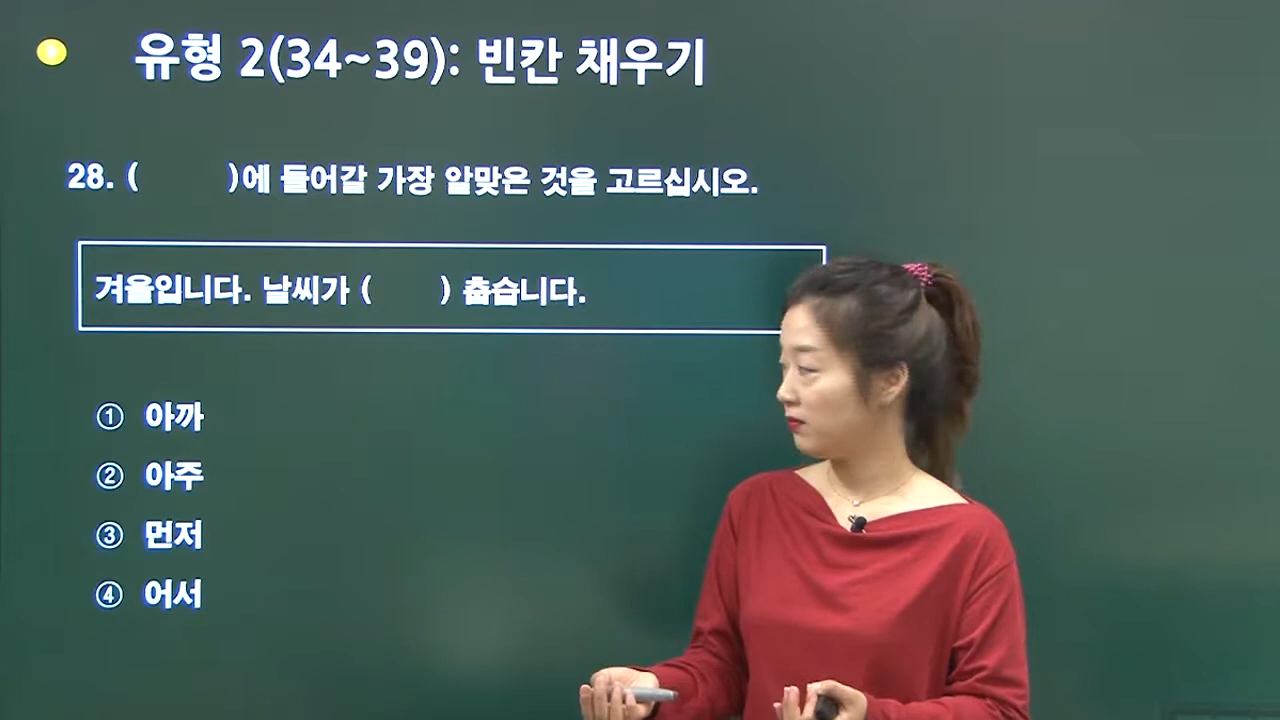 유형 2(34~39): 빈칸 채우기
28. (          )에 들어갈 가장 알맞은 것을 고르십시오.
겨울입니다. 날씨가 (          ) 춥습니다.
① 아까
② 아주
③ 먼저
④ 어서